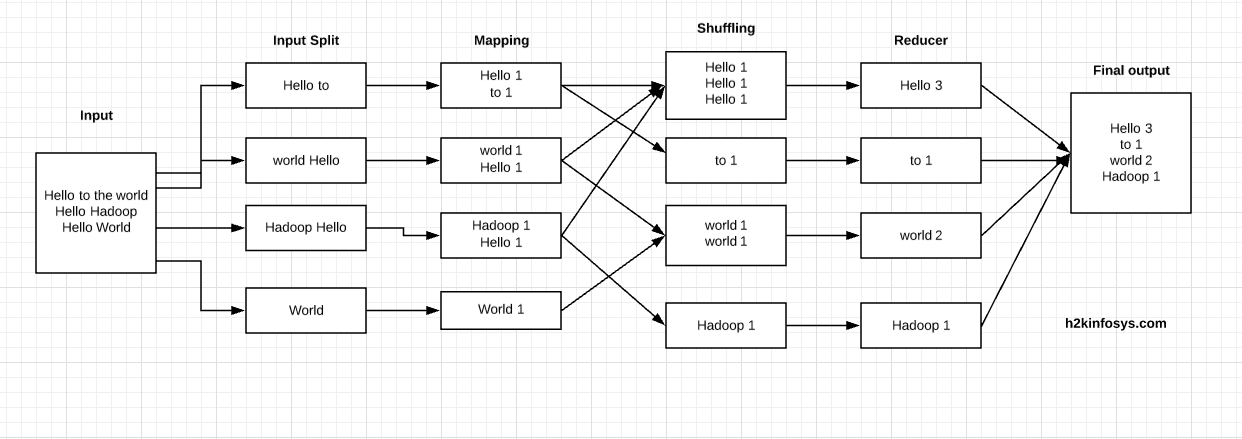 Input
Hello to the world
Hello Hadoop
Hello World
Input Split
Hello to
world Hello
Hadoop Hello
World
Mapping
Hello 1
to 1
world 1
Hello 1
Hadoop 1
Hello 1
World 1
Shuffling
Hello 1
Hello 1
Hello 1
to 1
world 1
world 1
Hadoop 1
Reducer
Hello 3
to 1
world 2
Hadoop 1
Final output
Hello 3
to 1
world 2
Hadoop 1
h2kinfosys.com